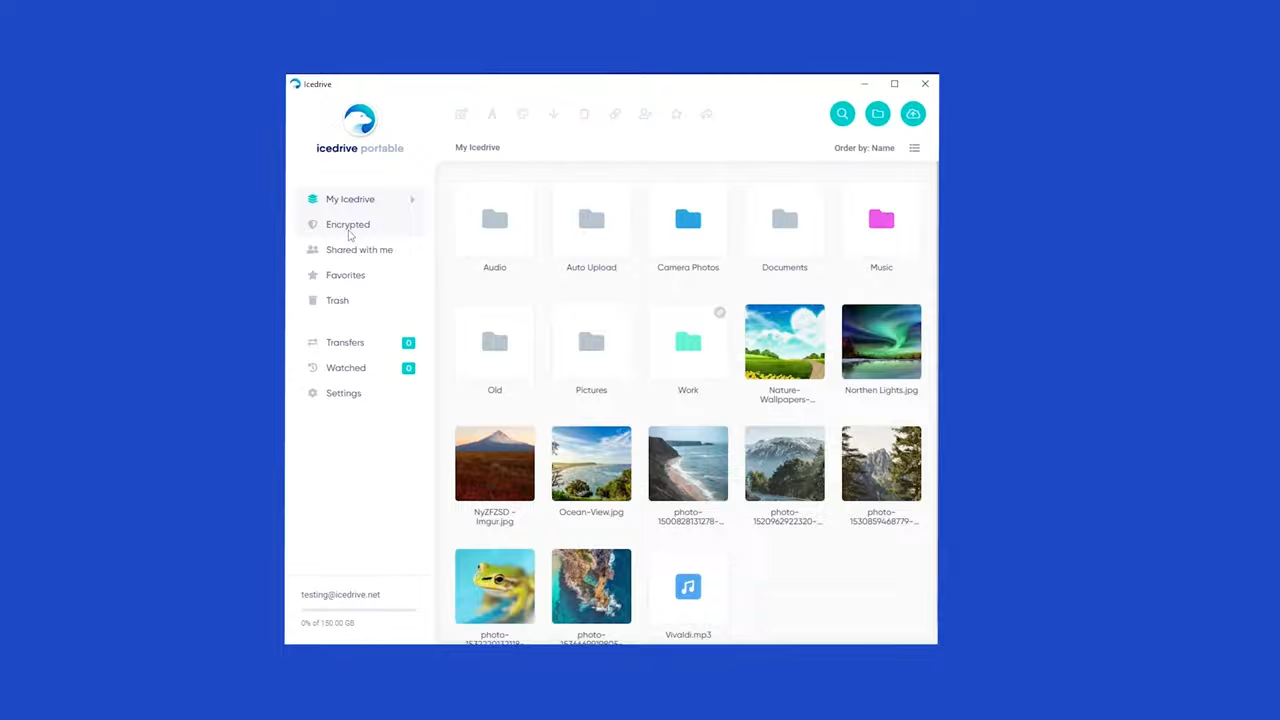 Icedrive
icedrive portable
My Icedrive
Order by: Name
My Icedrive
Encrypted
Shared with me
Favorites
Trash
Transfers 0
Watched 0
Settings
testing@icedrive.net
0% of 150.00 GB
Audio
Auto Upload
Camera Photos
Documents
Music
Old
Pictures
Work
Nature-
Wallpapers-...
Northen Lights.jpg
NyZFZSD -
Imgur.jpg
Ocean-View.jpg
photo-
1500828131278-...
photo-
1520962922320-...
photo-
1530859468779-...
photo-
photo-
Vivaldi.mp3